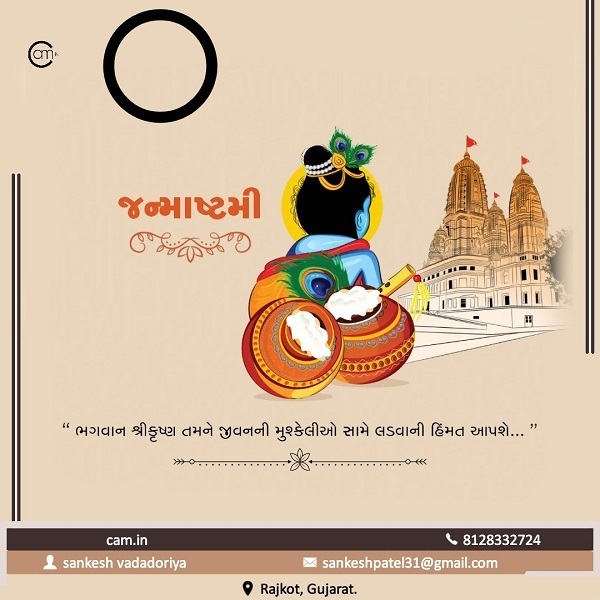 cam
જન્માષ્ટમી
“ ભગવાન શ્રીકૃષ્ણ તમને જીવનની મુશ્કેલીઓ સામે લડવાની હિંમત આપશે... ”
cam.in 8128332724
sankesh vadadoriya sankeshpatel31@gmail.com
Rajkot, Gujarat.